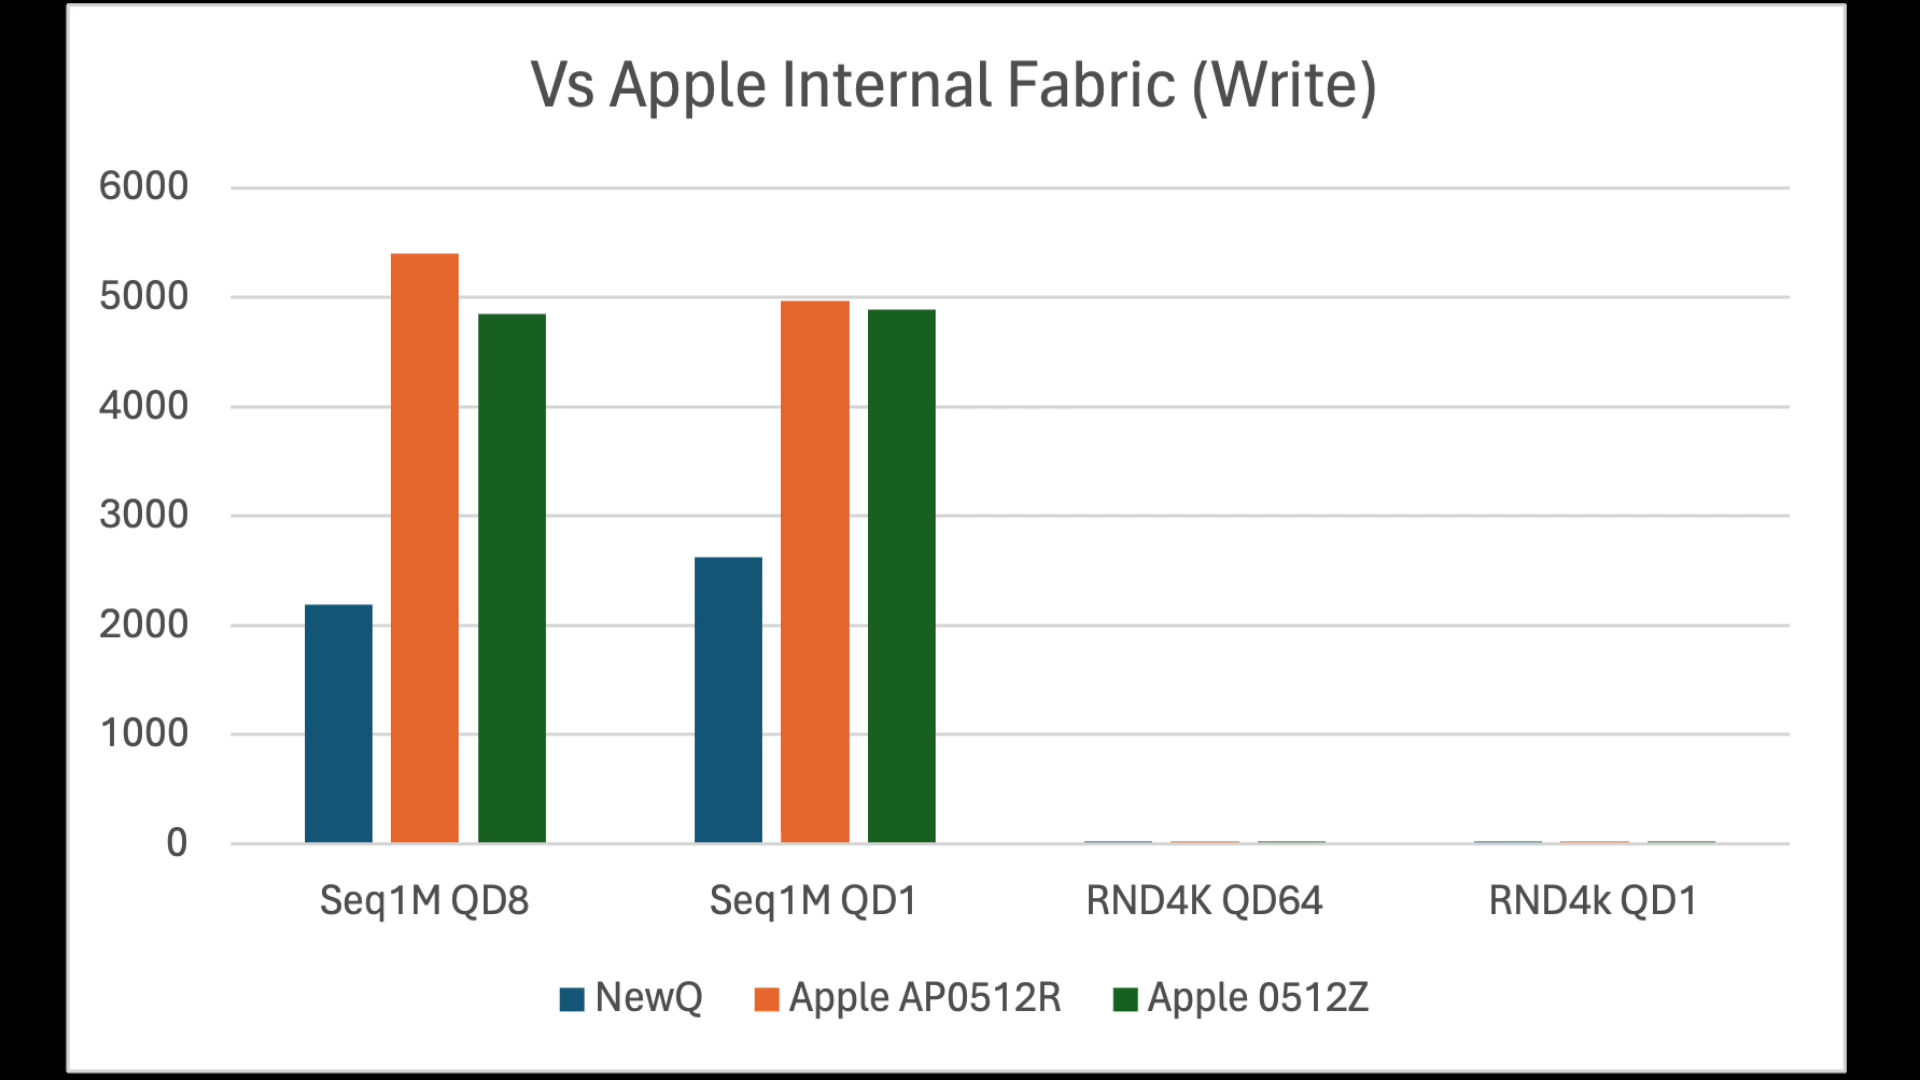 Vs Apple Internal Fabric (Write)
6000
5000
4000
3000
2000
1000
0
Seq1M QD8 Seq1M QD1 RND4K QD64 RND4k QD1
NewQ Apple AP0512R Apple 0512Z